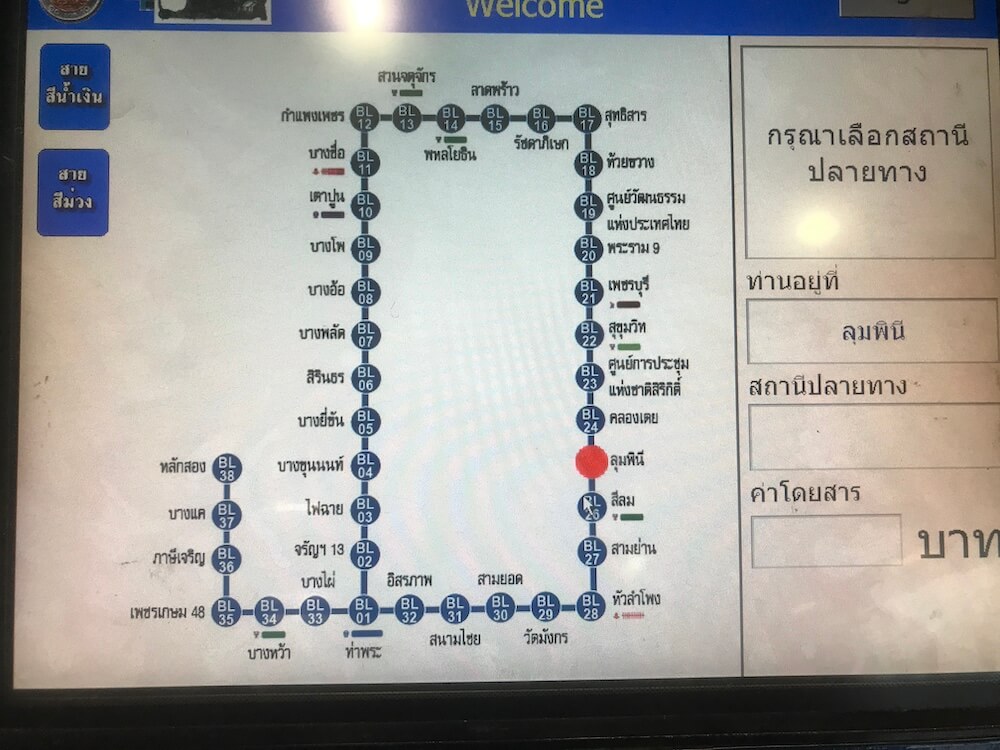 Welcome
สาย
สีน้ำเงิน
สาย
สีม่วง
สวนจตุจักร
ลาดพร้าว
กำแพงเพชร
BL
12
BL
13
BL
14
BL
15
BL
16
BL
17
สุทธิสาร
พหลโยธิน
รัชดาภิเษก
บางซื่อ
BL
11
BL
18
ห้วยขวาง
เตาปูน
BL
10
BL
19
ศูนย์วัฒนธรรม
แห่งประเทศไทย
บางโพ
BL
09
BL
20
พระราม 9
บางอ้อ
BL
08
BL
21
เพชรบุรี
บางพลัด
BL
07
BL
22
สุขุมวิท
สิรินธร
BL
06
BL
23
ศูนย์การประชุม
แห่งชาติสิริกิติ์
บางยี่ขัน
BL
05
BL
24
คลองเตย
หลักสอง
BL
38
บางขุนนนท์
BL
04
ลุมพินี
บางแค
BL
37
ไฟฉาย
BL
03
BL
26
สีลม
ภาษีเจริญ
BL
36
จรัญฯ 13
BL
02
BL
27
สามย่าน
บางไผ่
อิสรภาพ
สามยอด
เพชรเกษม 48
BL
35
BL
34
BL
33
BL
01
BL
32
BL
31
BL
30
BL
29
BL
28
หัวลำโพง
บางหว้า
ท่าพระ
สนามไชย
วัดมังกร
กรุณาเลือกสถานี
ปลายทาง
ท่านอยู่ที่
ลุมพินี
สถานีปลายทาง
ค่าโดยสาร
บาท